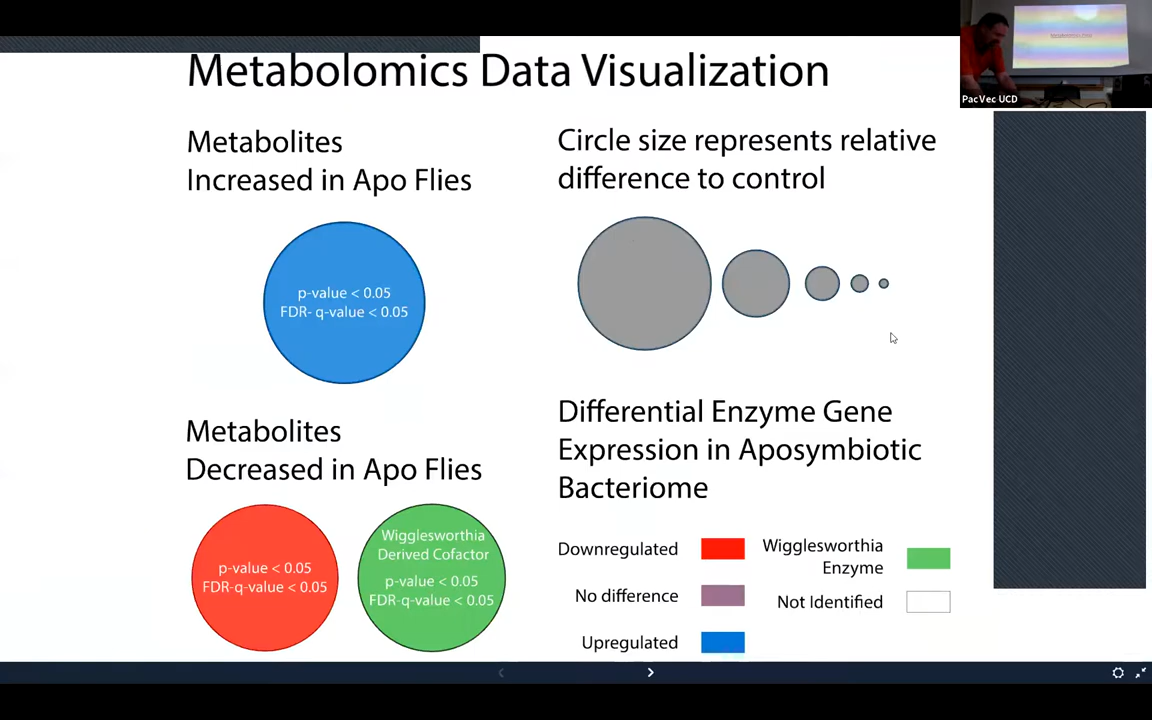 Metabolomics Data Visualization
Metabolites
Increased in Apo Flies
p-value < 0.05
FDR- q-value < 0.05
Circle size represents relative
difference to control
Metabolites
Decreased in Apo Flies
p-value < 0.05
FDR-q-value < 0.05
Wigglesworthia
Derived Cofactor
p-value < 0.05
FDR-q-value < 0.05
Differential Enzyme Gene
Expression in Aposymbiotic
Bacteriome
Downregulated
No difference
Upregulated
Wigglesworthia
Enzyme
Not Identified
PacVec UCD